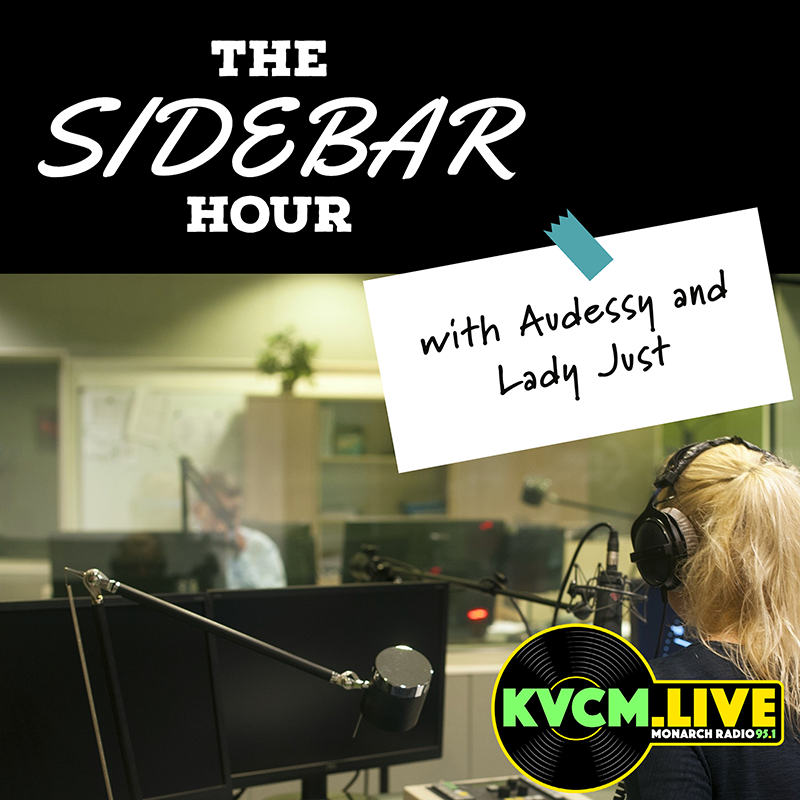 THE
SIDEBAR
HOUR
with Audessy and
Lady Just
KVCM.LIVE
MONARCH RADIO 95.1